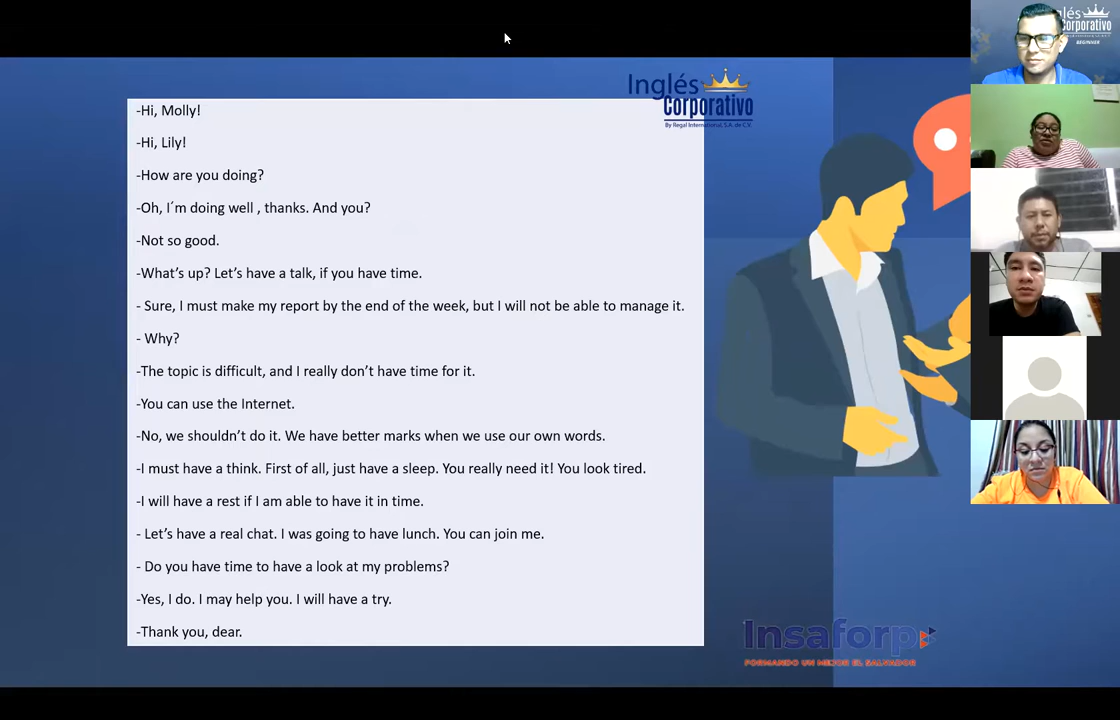 Inglés
Corporativo
By Regal International, S.A. de C.V.
-Hi, Molly!
-Hi, Lily!
-How are you doing?
-Oh, I´m doing well , thanks. And you?
-Not so good.
-What’s up? Let’s have a talk, if you have time.
- Sure, I must make my report by the end of the week, but I will not be able to manage it.
- Why?
-The topic is difficult, and I really don’t have time for it.
-You can use the Internet.
-No, we shouldn’t do it. We have better marks when we use our own words.
-I must have a think. First of all, just have a sleep. You really need it! You look tired.
-I will have a rest if I am able to have it in time.
- Let’s have a real chat. I was going to have lunch. You can join me.
- Do you have time to have a look at my problems?
-Yes, I do. I may help you. I will have a try.
-Thank you, dear.
Insaforp
FORMANDO UN MEJOR EL SALVADOR
glés
Corporativo
BEGINNER